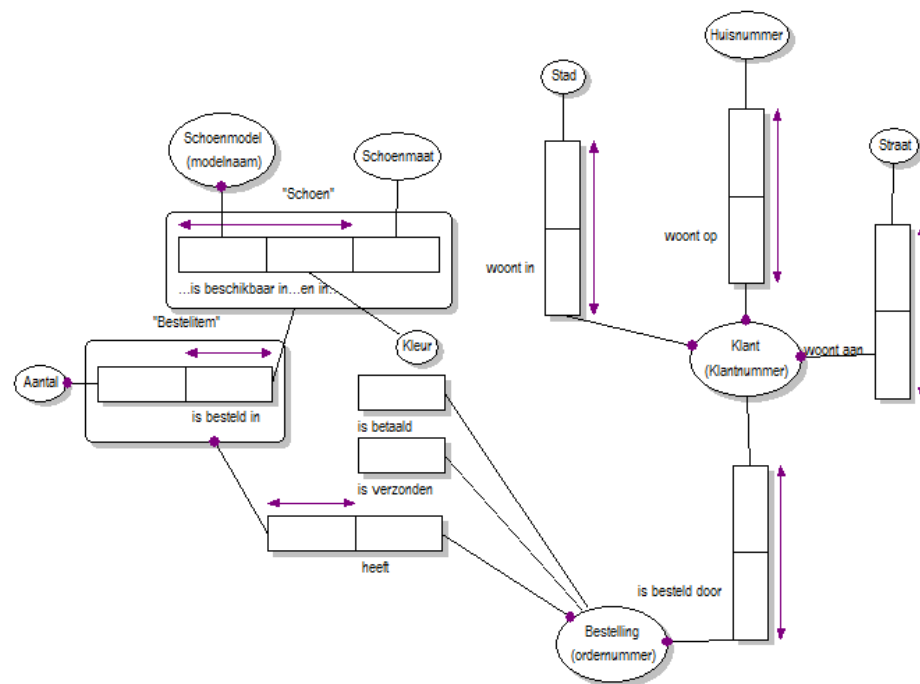 Huisnummer
Stad
Schoenmodel
(modelnaam)
Schoenmaat
Straat
"Schoen"
woont op
woont in
...is beschikbaar in...en in...
"Bestelitem"
Kleur
Klant
(Klantnummer)
woont aan
Aantal
is besteld in
is betaald
is verzonden
heeft
is besteld door
Bestelling
(ordernummer)